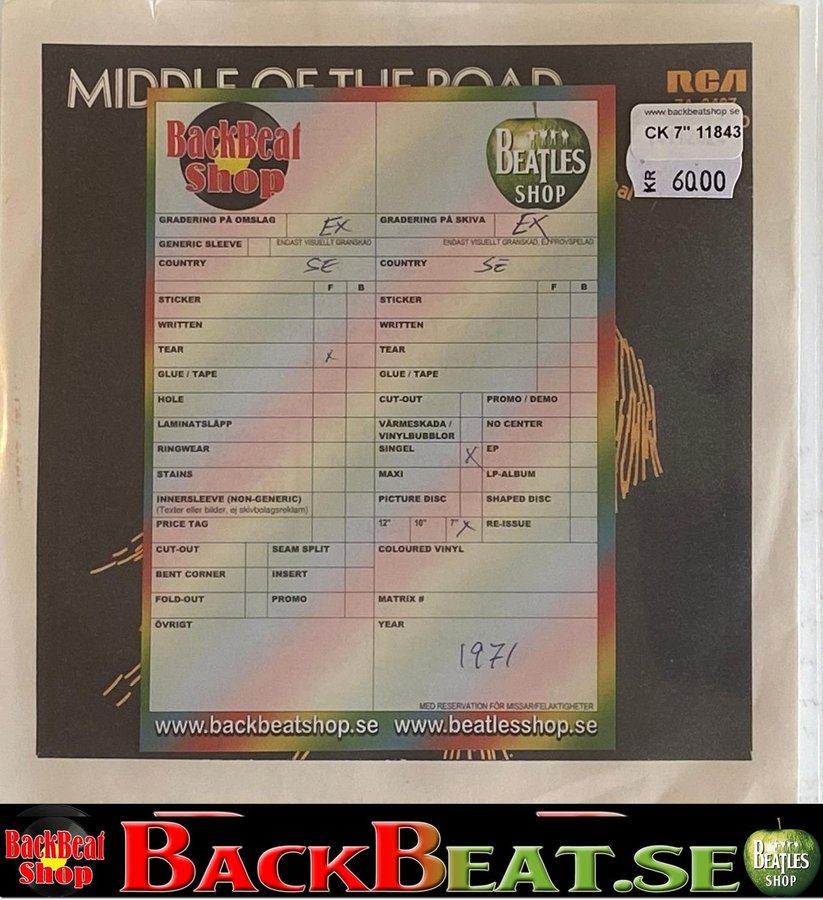 MIDDLE OF THE ROAD
RCA
www.backbeatshop.se
CK 7" 11843
KR 6000
BackBeat Shop
BEATLES SHOP
GRADERING PÅ OMSLAG EX GRADERING PÅ SKIVA EX
GENERIC SLEEVE ENDAST VISUELLT GRANSKAD ENDAST VISUELLT GRANSKAD, EJ PROVSPELAD
COUNTRY SE COUNTRY SE
F B F B
STICKER STICKER
WRITTEN WRITTEN
TEAR X TEAR
GLUE / TAPE GLUE / TAPE
HOLE CUT-OUT PROMO / DEMO
LAMINATSLÄPP VÄRMESKADA / VINYLBUBBLOR NO CENTER
RINGWEAR SINGEL X EP
STAINS MAXI LP-ALBUM
INNERSLEEVE (NON-GENERIC) PICTURE DISC SHAPED DISC
(Texter eller bilder, ej skivbolagsreklam)
PRICE TAG 12" 10" 7" X RE-ISSUE
CUT-OUT SEAM SPLIT COLOURED VINYL
BENT CORNER INSERT
FOLD-OUT PROMO MATRIX #
ÖVRIGT YEAR
1971
MED RESERVATION FÖR MISSAR/FELAKTIGHETER
www.backbeatshop.se www.beatlesshop.se
BackBeat Shop BACKBEAT.SE BEATLES SHOP